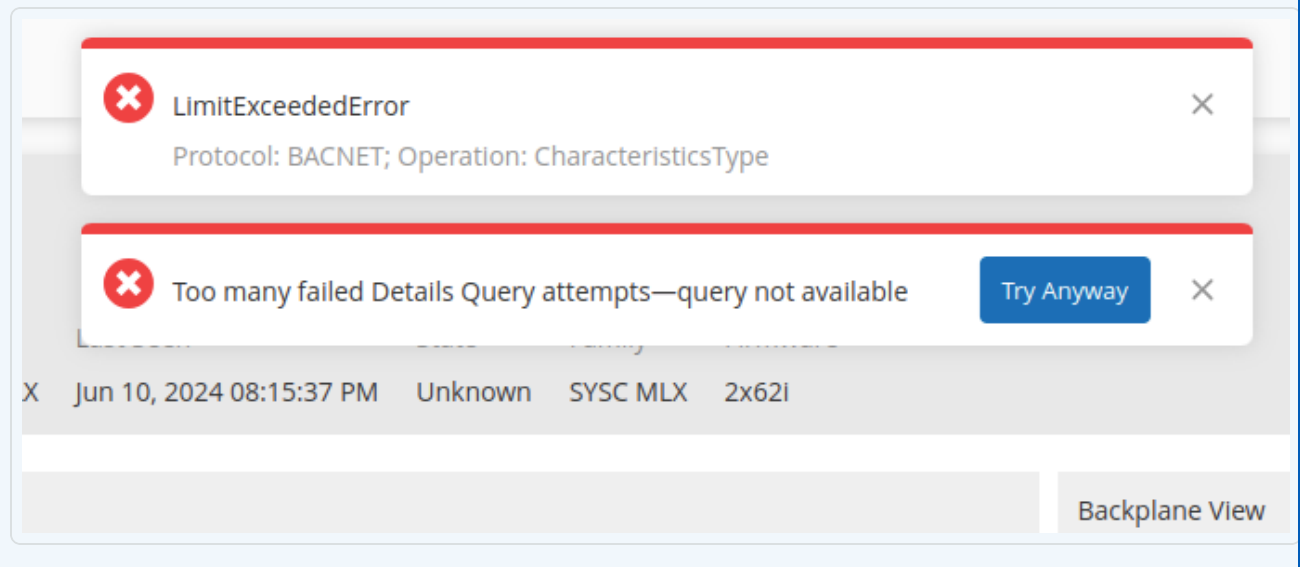 LimitExceededError
Protocol: BACNET; Operation: CharacteristicsType
Too many failed Details Query attempts—query not available
Try Anyway
X Jun 10, 2024 08:15:37 PM Unknown SYSC MLX 2x62i
Backplane View